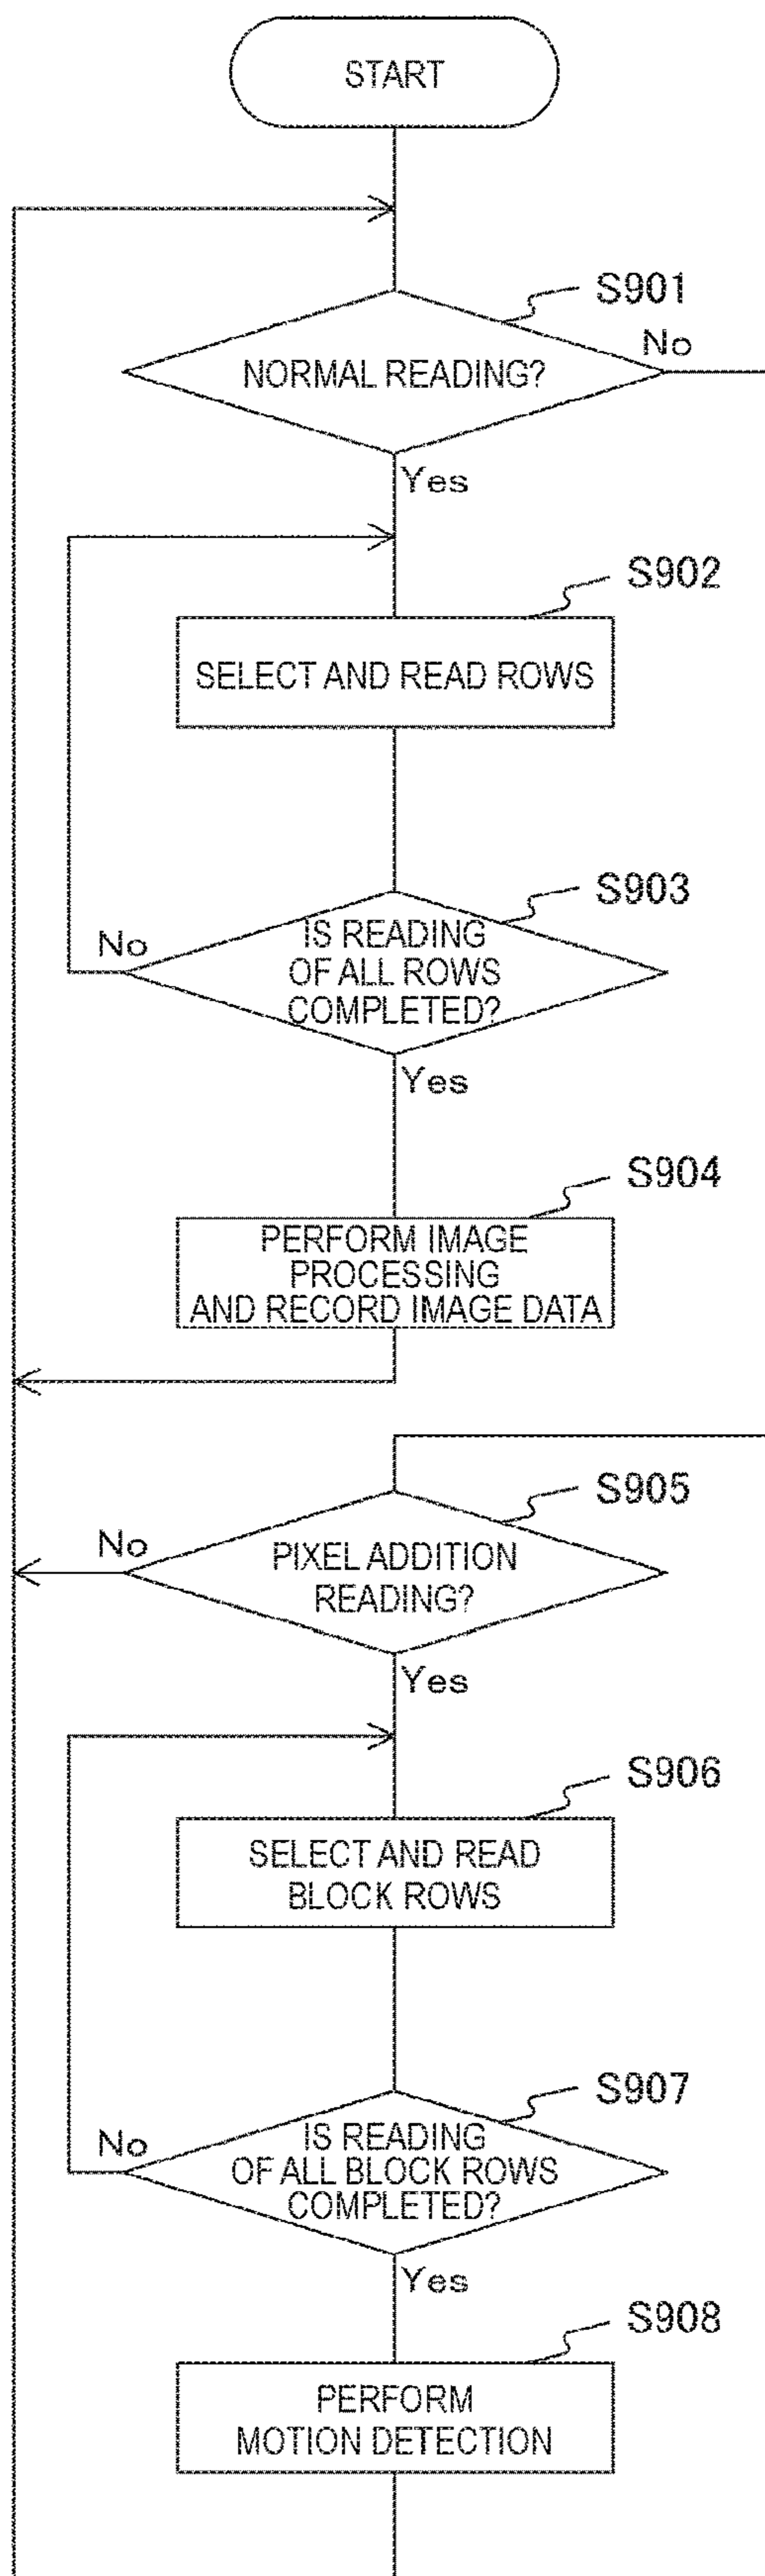 START
S901
NORMAL READING?
No
Yes
S902
SELECT AND READ ROWS
S903
IS READING
OF ALL ROWS
COMPLETED?
No
Yes
S904
PERFORM IMAGE
PROCESSING
AND RECORD IMAGE DATA
S905
PIXEL ADDITION
READING?
No
Yes
S906
SELECT AND READ
BLOCK ROWS
S907
IS READING
OF ALL BLOCK ROWS
COMPLETED?
No
Yes
S908
PERFORM
MOTION DETECTION